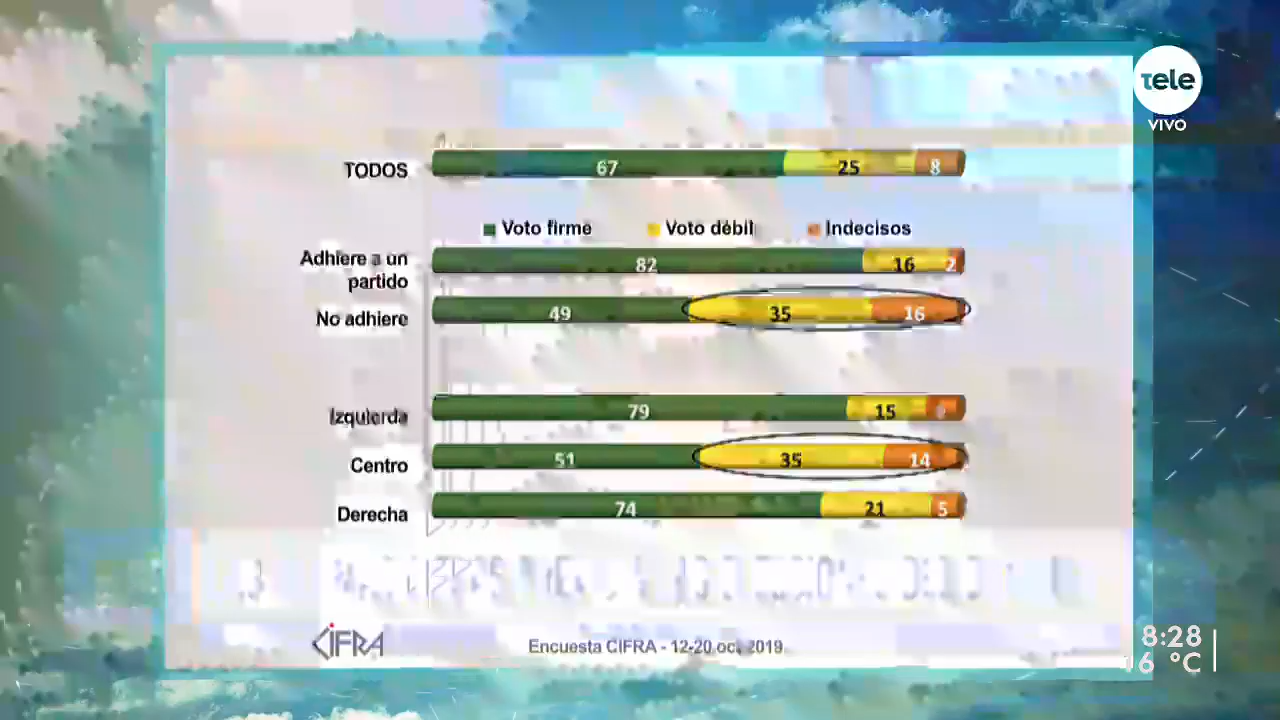 tele
VIVO
TODOS 67 25 8
Voto firme Voto débil Indecisos
Adhiere a un
partido 82 16 2
No adhiere 49 35 16
Izquierda 79 15
Centro 51 35 14
Derecha 74 21 5
CIFRA Encuesta CIFRA - 12-20 oct 2019
8:28
16 °C